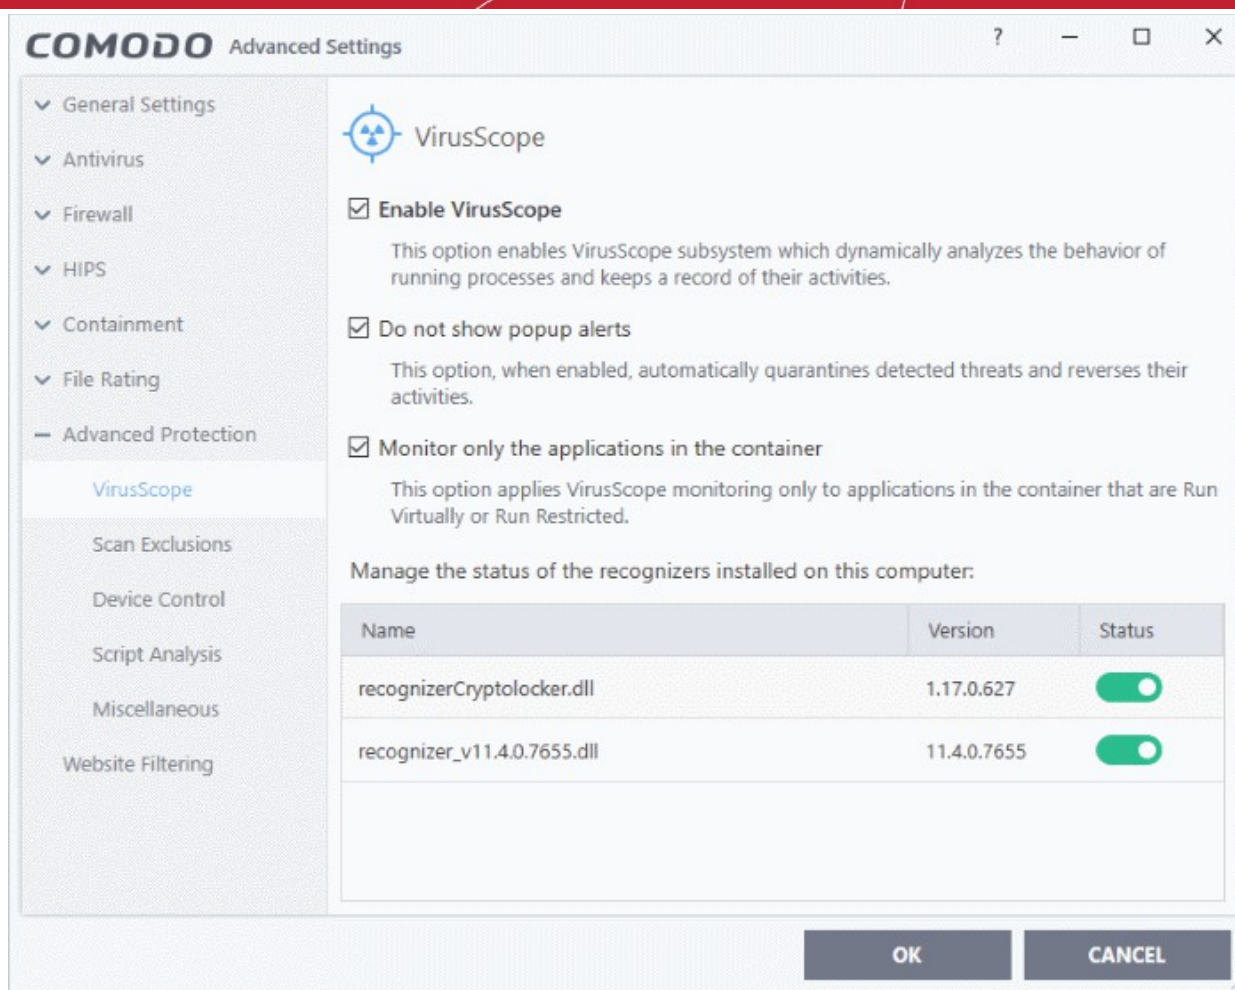 COMODO Advanced Settings
?
General Settings
Antivirus
Firewall
HIPS
Containment
File Rating
Advanced Protection
VirusScope
Scan Exclusions
Device Control
Script Analysis
Miscellaneous
Website Filtering
VirusScope
Enable VirusScope
This option enables VirusScope subsystem which dynamically analyzes the behavior of
running processes and keeps a record of their activities.
Do not show popup alerts
This option, when enabled, automatically quarantines detected threats and reverses their
activities.
Monitor only the applications in the container
This option applies VirusScope monitoring only to applications in the container that are Run
Virtually or Run Restricted.
Manage the status of the recognizers installed on this computer:
Name Version Status
recognizerCryptolocker.dll 1.17.0.627
recognizer_v11.4.0.7655.dll 11.4.0.7655
OK CANCEL